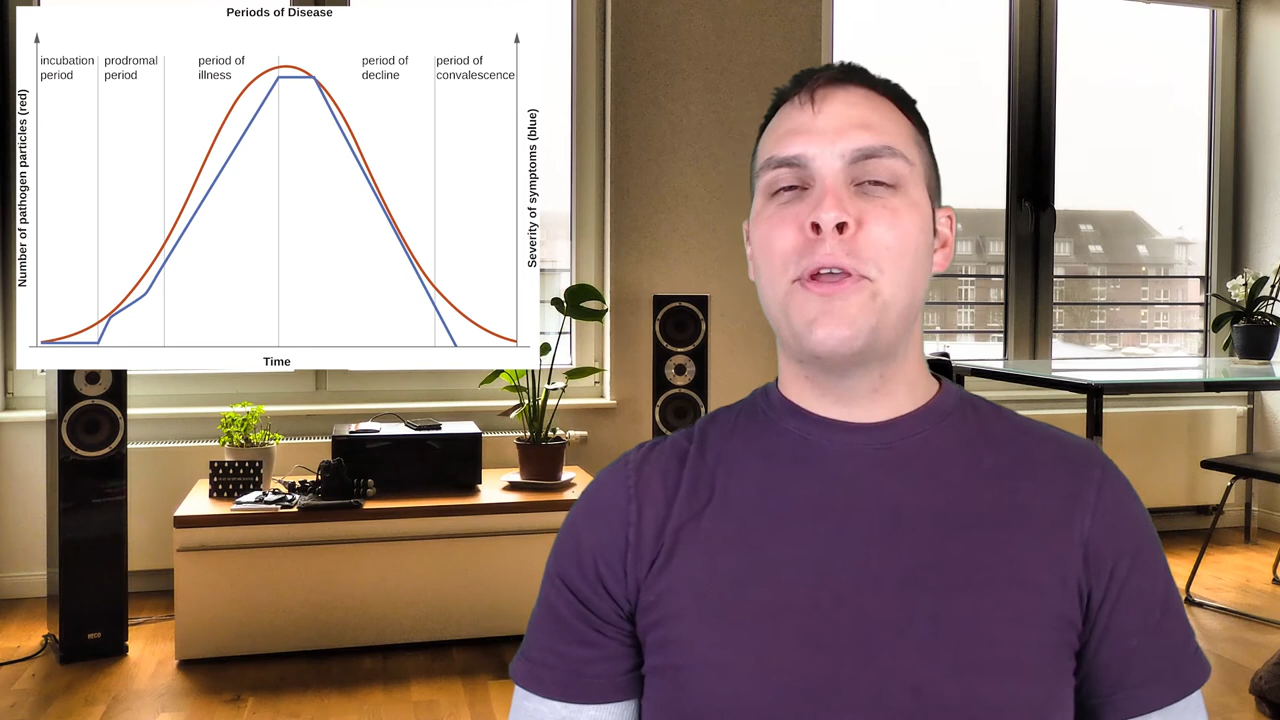 Periods of Disease
incubation period
prodromal period
period of illness
period of decline
period of convalescence
Number of pathogen particles (red)
Severity of symptoms (blue)
Time
HECO